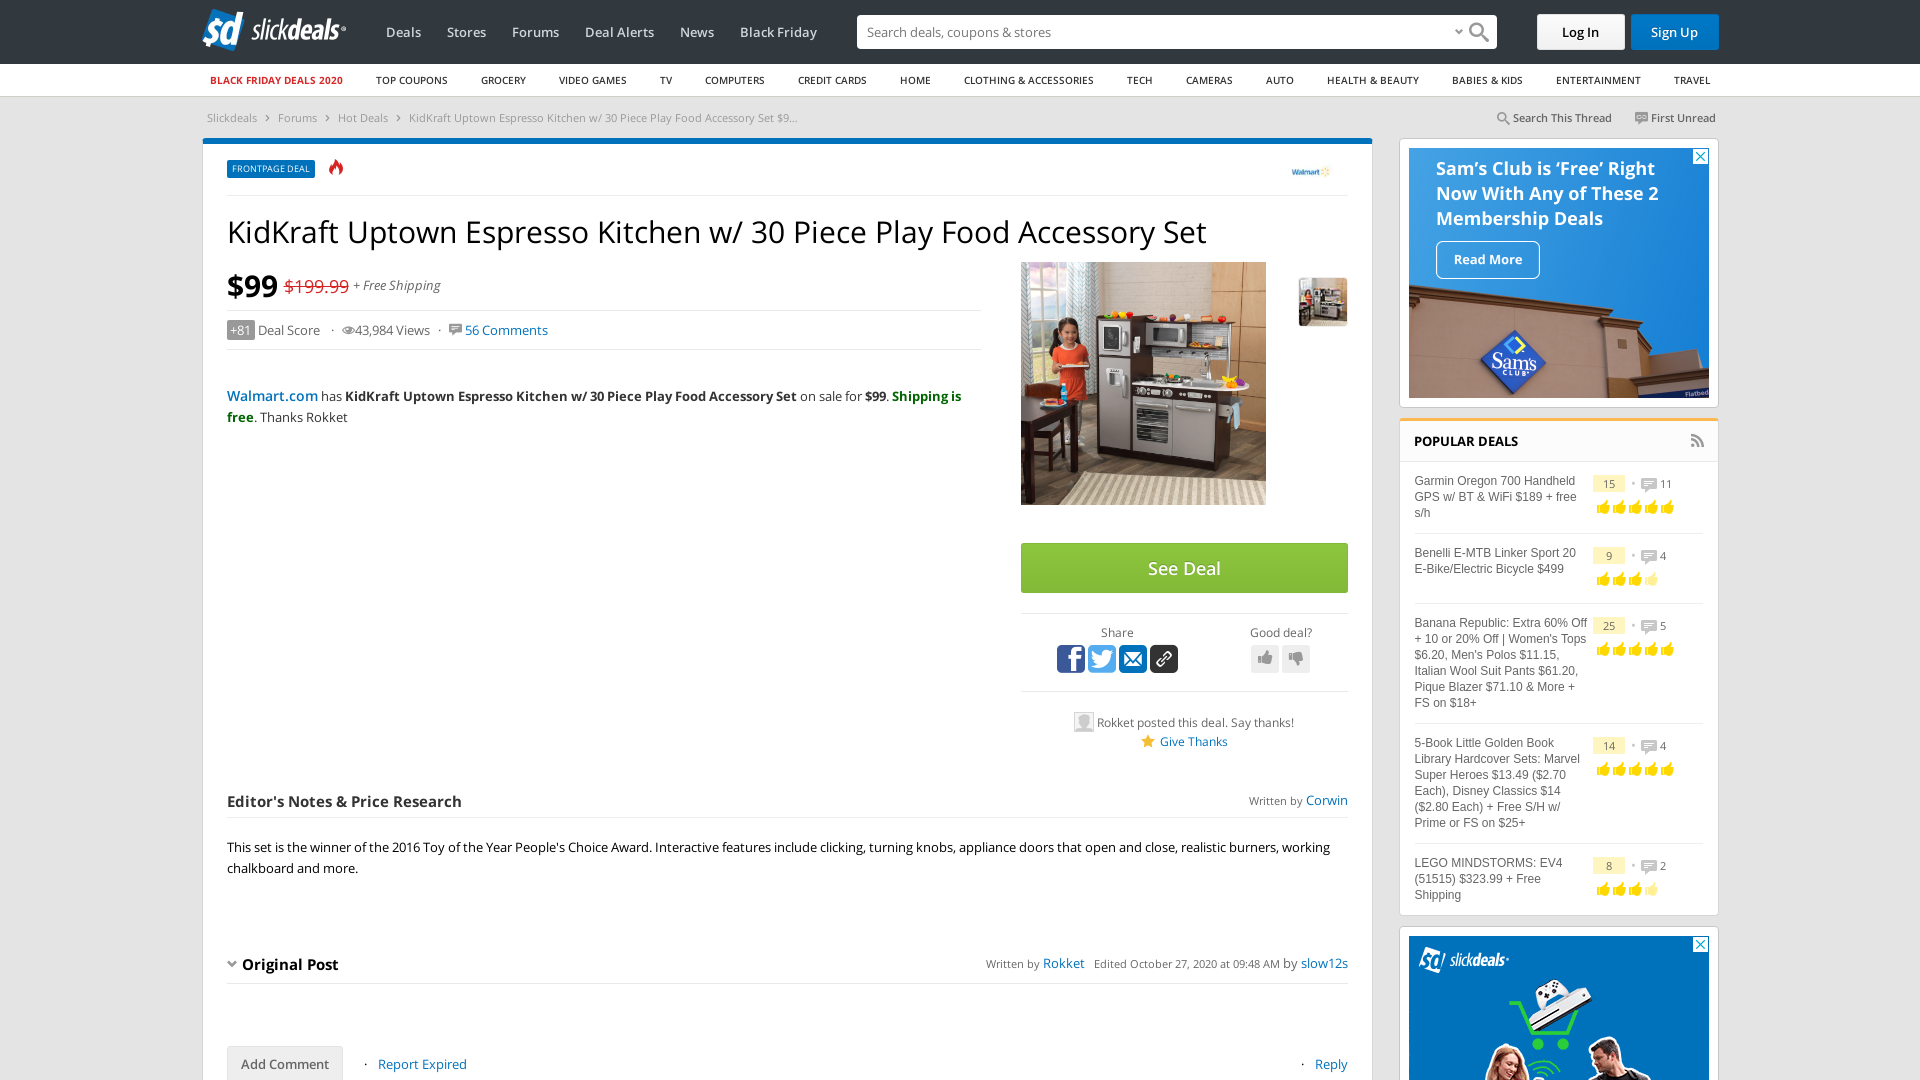 sd slickdeals
Deals Stores Forums Deal Alerts News Black Friday
Search deals, coupons & stores
Log In Sign Up
BLACK FRIDAY DEALS 2020 TOP COUPONS GROCERY VIDEO GAMES TV COMPUTERS CREDIT CARDS HOME CLOTHING & ACCESSORIES TECH CAMERAS AUTO HEALTH & BEAUTY BABIES & KIDS ENTERTAINMENT TRAVEL
Slickdeals › Forums › Hot Deals › KidKraft Uptown Espresso Kitchen w/ 30 Piece Play Food Accessory Set $9...
Search This Thread First Unread
FRONTPAGE DEAL
Walmart
KidKraft Uptown Espresso Kitchen w/ 30 Piece Play Food Accessory Set
$99 $199.99 + Free Shipping
+81 Deal Score · 43,984 Views · 56 Comments
Walmart.com has KidKraft Uptown Espresso Kitchen w/ 30 Piece Play Food Accessory Set on sale for $99. Shipping is
free. Thanks Rokket
See Deal
Share
Good deal?
Rokket posted this deal. Say thanks!
Give Thanks
Editor's Notes & Price Research
Written by Corwin
This set is the winner of the 2016 Toy of the Year People's Choice Award. Interactive features include clicking, turning knobs, appliance doors that open and close, realistic burners, working
chalkboard and more.
Original Post
Written by Rokket Edited October 27, 2020 at 09:48 AM by slow12s
Add Comment · Report Expired
· Reply
Sam's Club is 'Free' Right
Now With Any of These 2
Membership Deals
Read More
Sam's
CLUB
Flatbed
POPULAR DEALS
Garmin Oregon 700 Handheld
GPS w/ BT & WiFi $189 + free
s/h
15 • 11
Benelli E-MTB Linker Sport 20
E-Bike/Electric Bicycle $499
9 • 4
Banana Republic: Extra 60% Off
+ 10 or 20% Off | Women's Tops
$6.20, Men's Polos $11.15,
Italian Wool Suit Pants $61.20,
Pique Blazer $71.10 & More +
FS on $18+
25 • 5
5-Book Little Golden Book
Library Hardcover Sets: Marvel
Super Heroes $13.49 ($2.70
Each), Disney Classics $14
($2.80 Each) + Free S/H w/
Prime or FS on $25+
14 • 4
LEGO MINDSTORMS: EV4
(51515) $323.99 + Free
Shipping
8 • 2
sd slickdeals